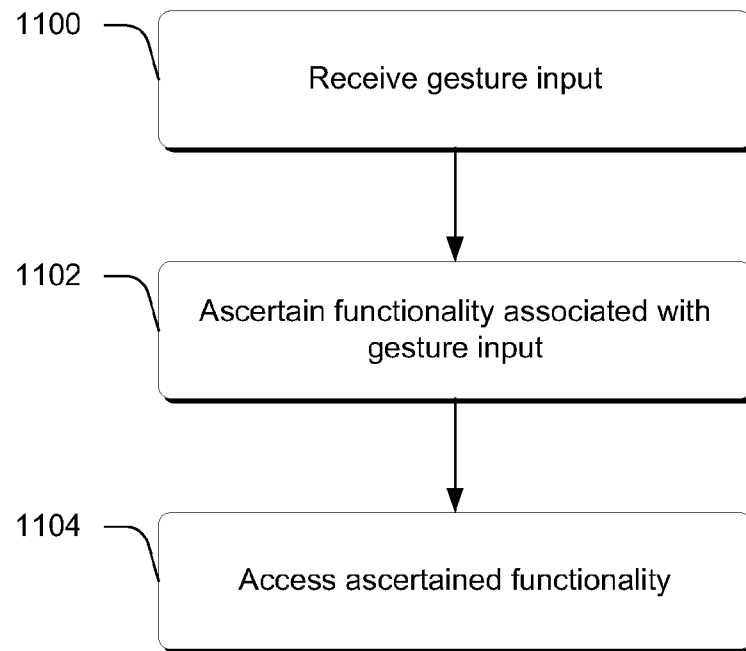 1100
Receive gesture input
1102
Ascertain functionality associated with
gesture input
1104
Access ascertained functionality